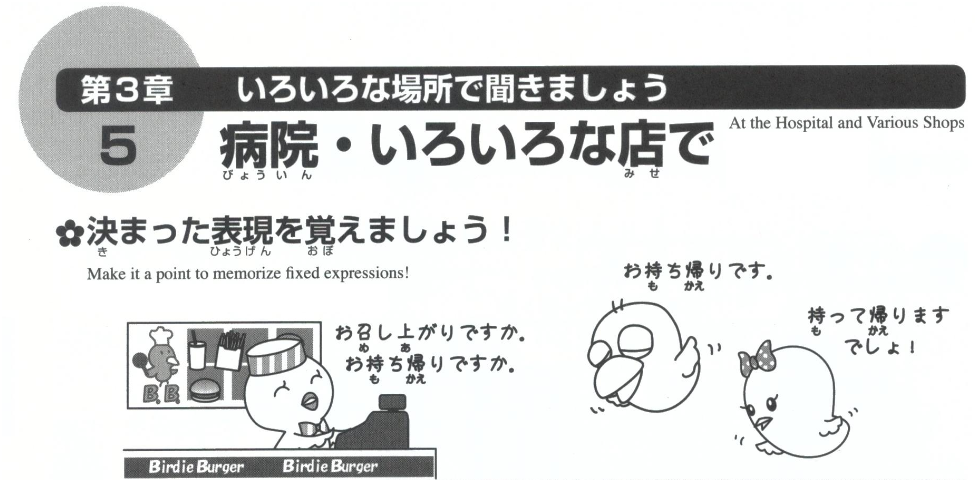 第3章 いろいろな場所で聞きましょう
5 病院・いろいろな店で
びょういん みせ
At the Hospital and Various Shops
✿決まった表現を覚えましょう！
き ひょうげん おぼ
Make it a point to memorize fixed expressions!
お召し上がりですか。
め あ
お持ち帰りですか。
も かえ
お持ち帰りです。
も かえ
持って帰ります
も かえ
でしょ！
B.B.
Birdie Burger Birdie Burger